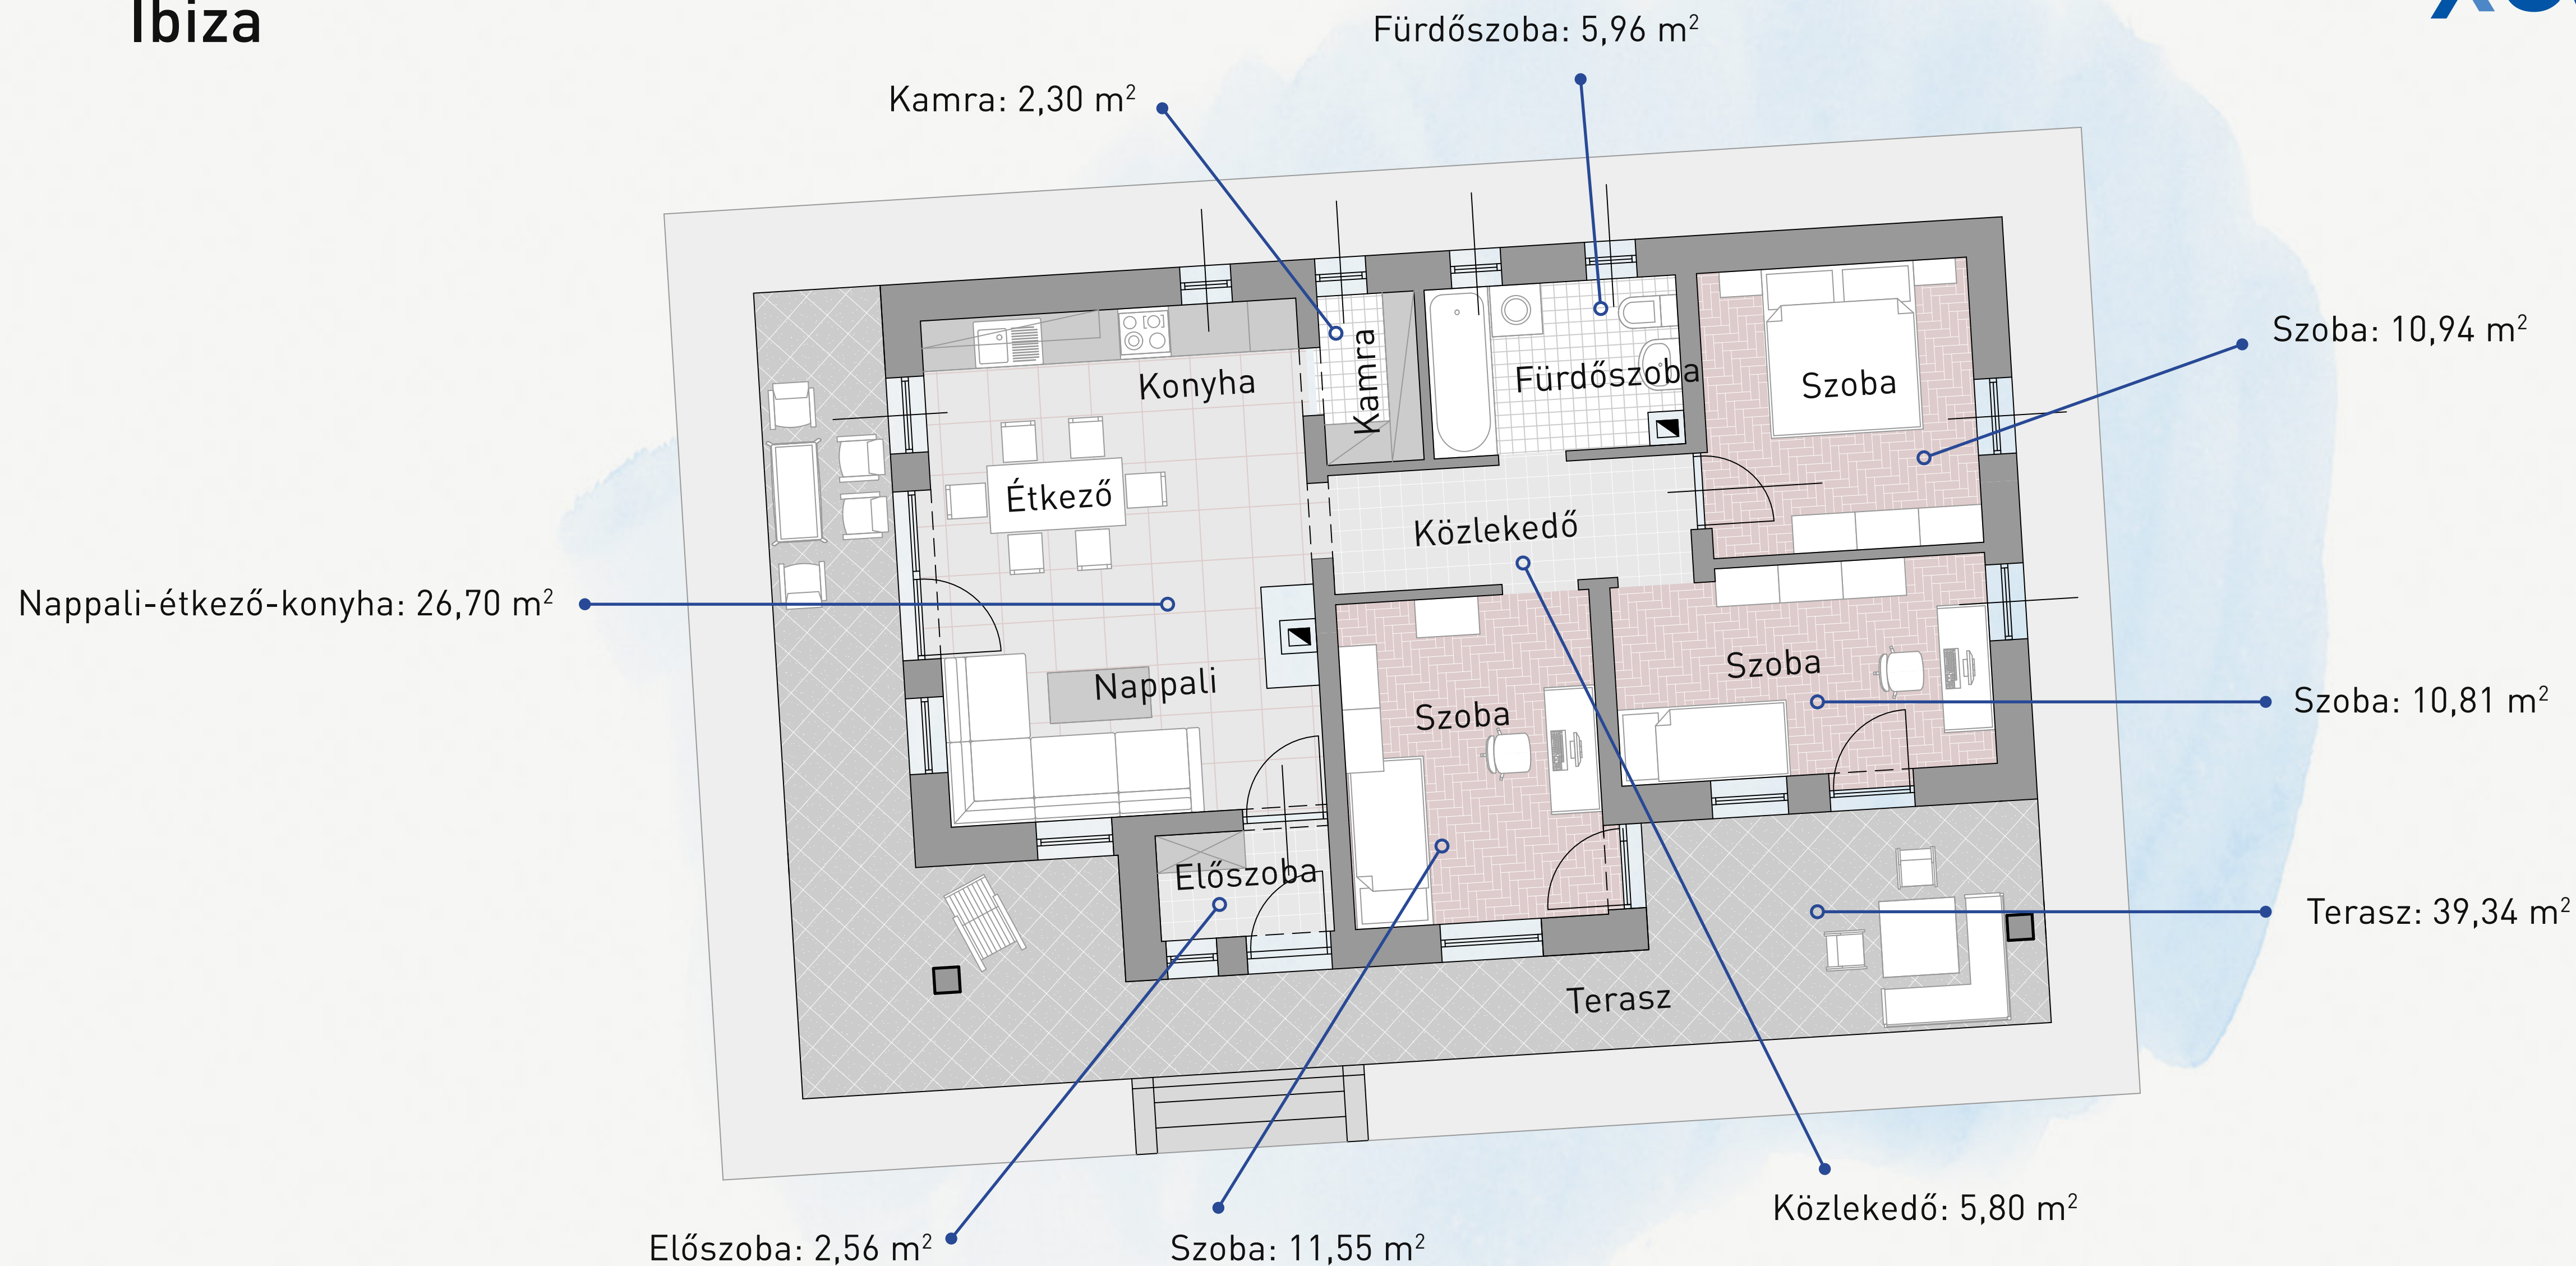 Ibiza
Fürdőszoba: 5,96 m²
Kamra: 2,30 m²
Szoba: 10,94 m²
Konyha
Kamra
Fürdőszoba
Szoba
Étkező
Közlekedő
Nappali-étkező-konyha: 26,70 m²
Nappali
Szoba
Szoba
Szoba: 10,81 m²
Előszoba
Terasz: 39,34 m²
Terasz
Közlekedő: 5,80 m²
Előszoba: 2,56 m²
Szoba: 11,55 m²